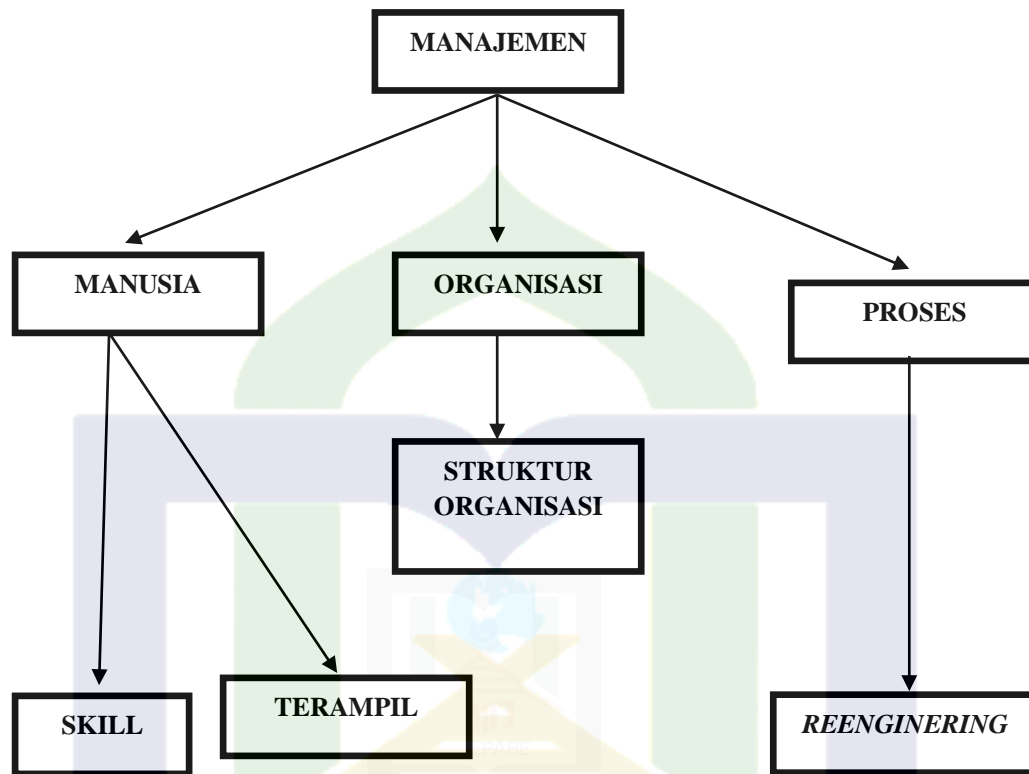 MANAJEMEN
MANUSIA
ORGANISASI
PROSES
STRUKTUR
ORGANISASI
SKILL
TERAMPIL
REENGINERING